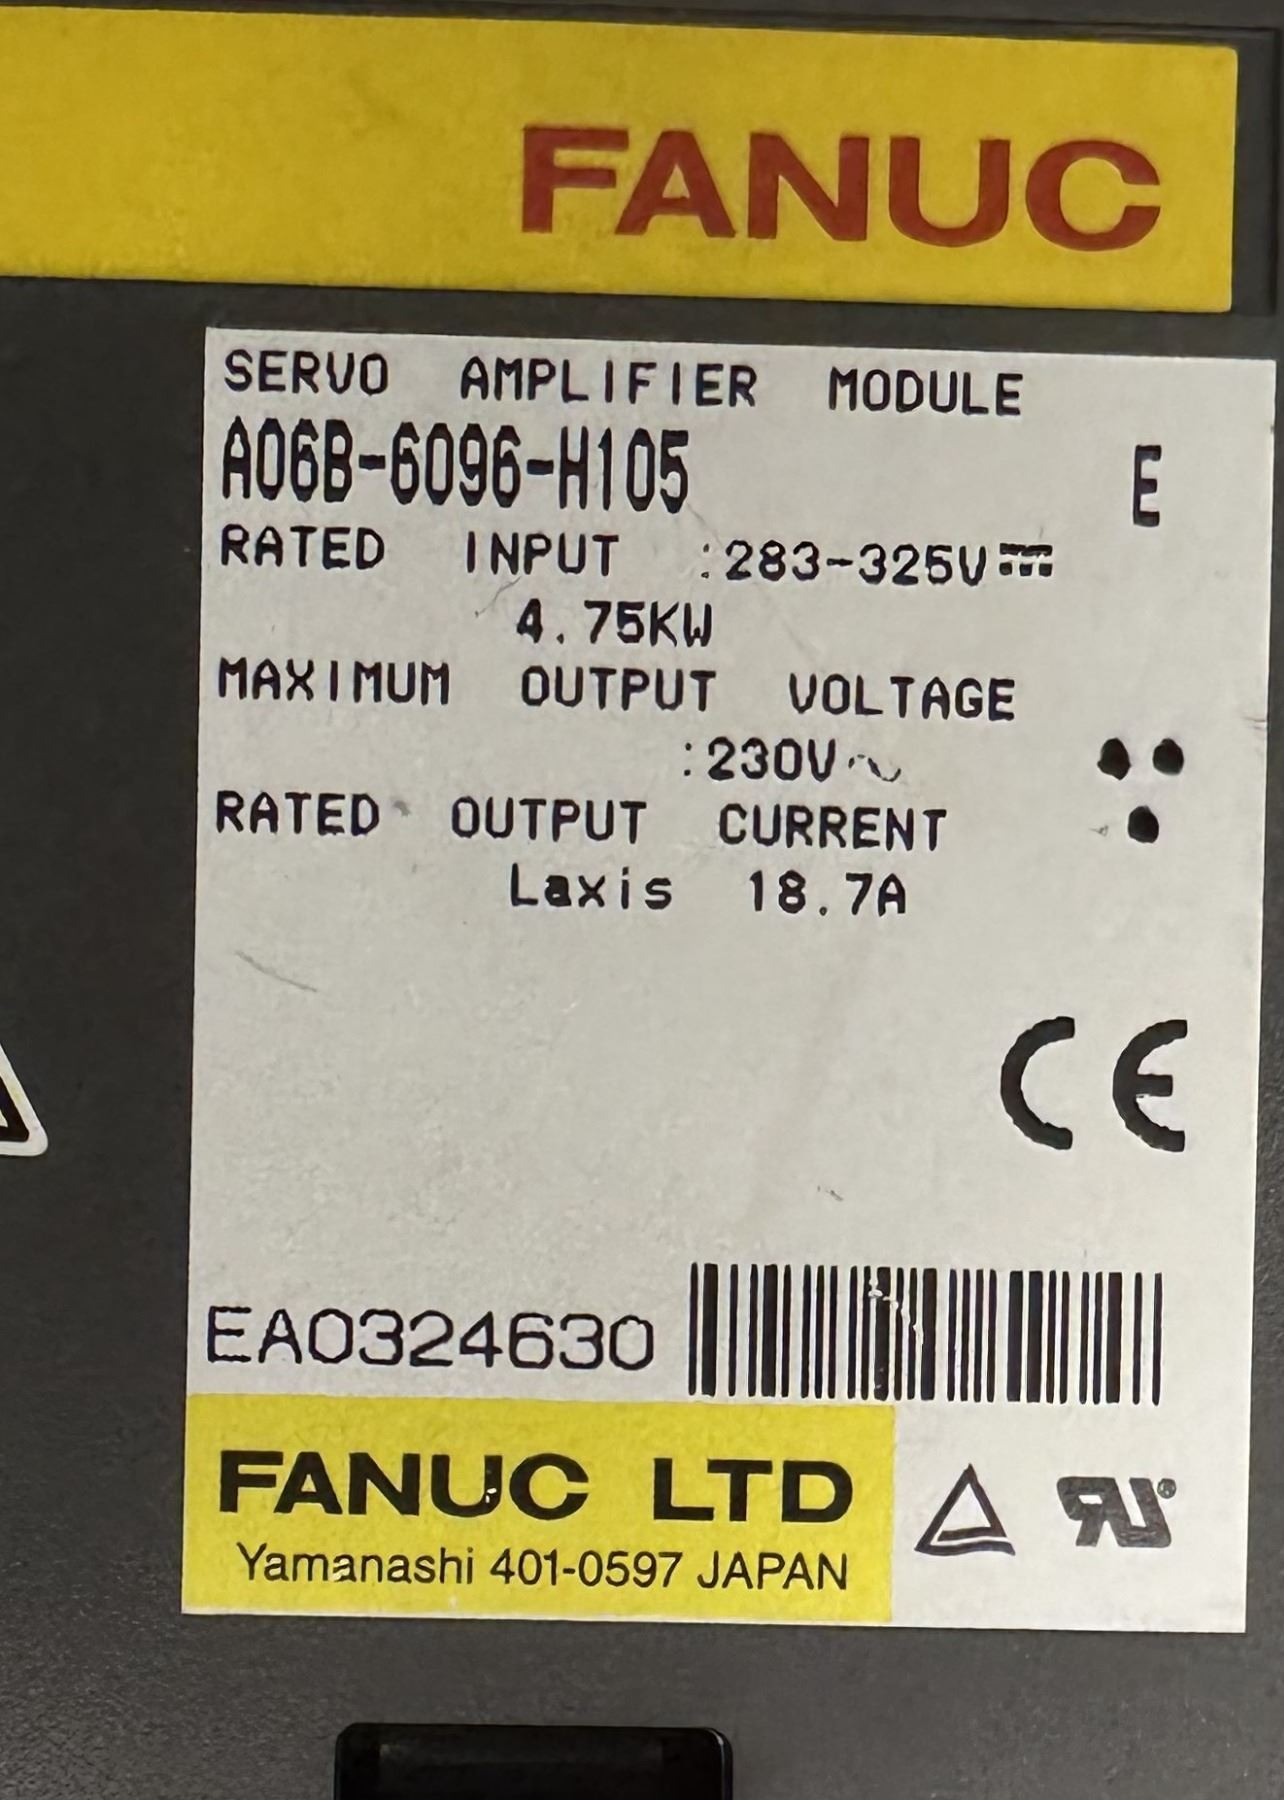 FANUC
SERVO AMPLIFIER MODULE
A06B-6096-H105 E
RATED INPUT :283-325V⎓
4.75KW
MAXIMUM OUTPUT VOLTAGE
:230V~
RATED OUTPUT CURRENT
Laxis 18.7A
CE
EA0324630
FANUC LTD
Yamanashi 401-0597 JAPAN
RU®